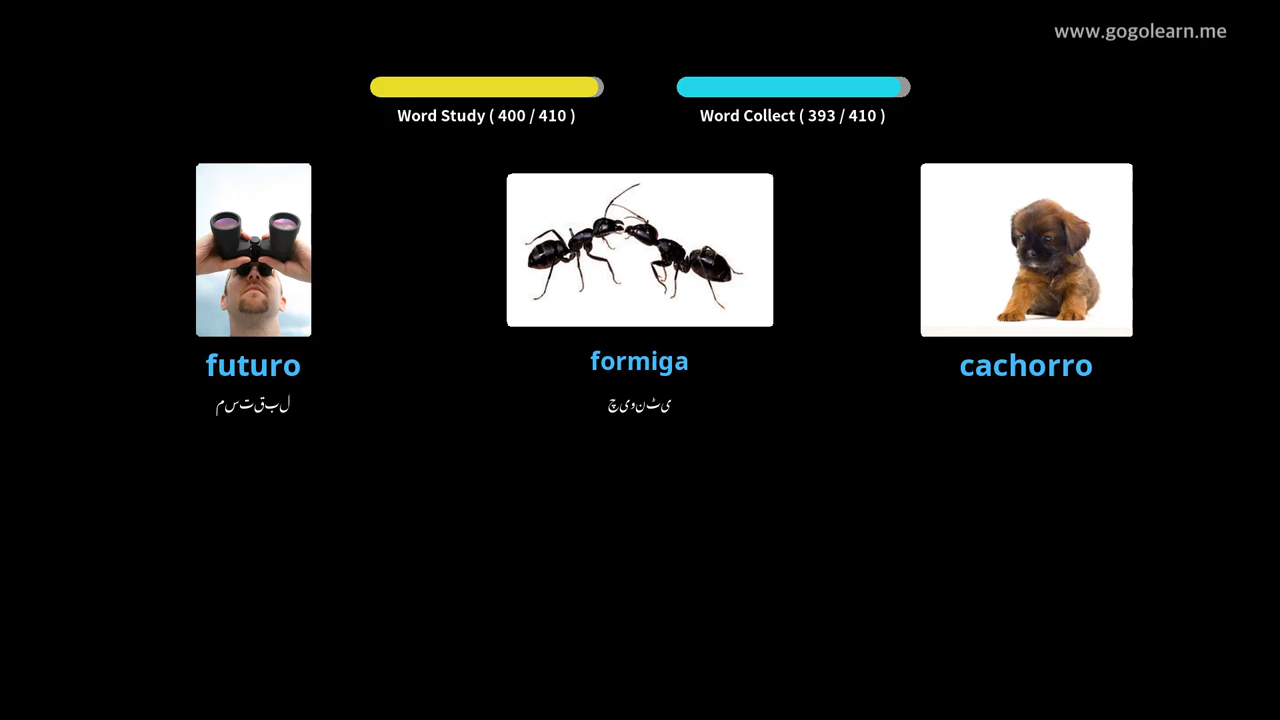 www.gogolearn.me
Word Study ( 400 / 410 )
Word Collect ( 393 / 410 )
futuro
formiga
cachorro
مستقبل
چیونٹی